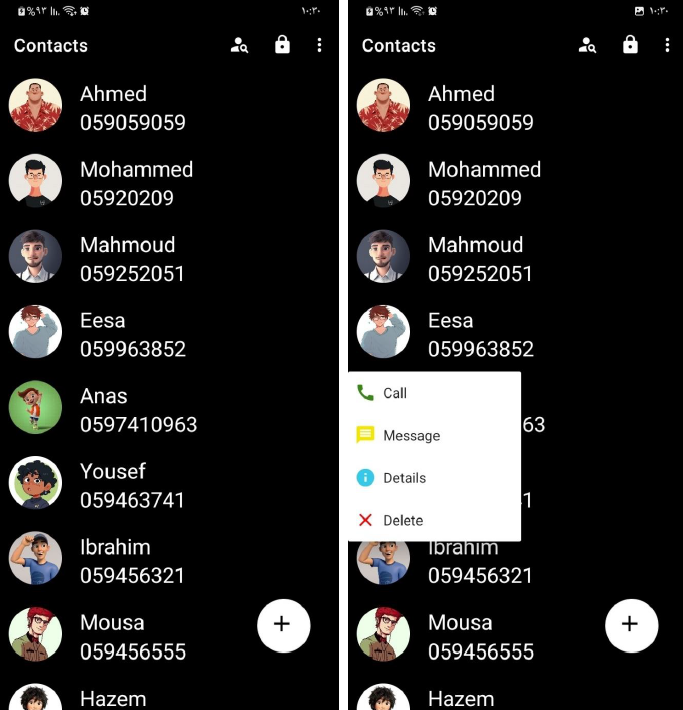 %٩٣
١٠:٣٠
Contacts
Ahmed
059059059
Mohammed
05920209
Mahmoud
059252051
Eesa
059963852
Anas
0597410963
Yousef
059463741
Ibrahim
059456321
Mousa
059456555
Hazem
%٩٣
١٠:٣٠
Contacts
Ahmed
059059059
Mohammed
05920209
Mahmoud
059252051
Eesa
059963852
Call
63
Message
Details
1
Delete
Ibrahim
059456321
Mousa
059456555
Hazem